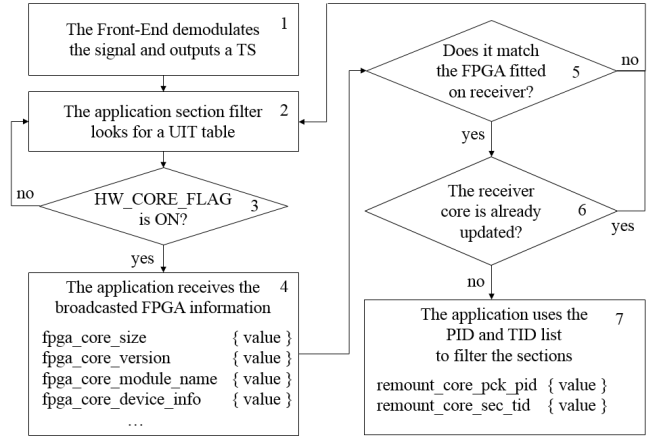 The Front-End demodulates 1
the signal and outputs a TS
The application section filter 2
looks for a UIT table
no
HW_CORE_FLAG 3
is ON?
yes
The application receives the 4
broadcasted FPGA information
fpga_core_size { value }
fpga_core_version { value }
fpga_core_module_name { value }
fpga_core_device_info { value }
...
Does it match
the FPGA fitted 5
on receiver?
no
yes
The receiver
core is already 6
updated?
yes
no
The application uses the 7
PID and TID list
to filter the sections
remount_core_pck_pid { value }
remount_core_sec_tid { value }